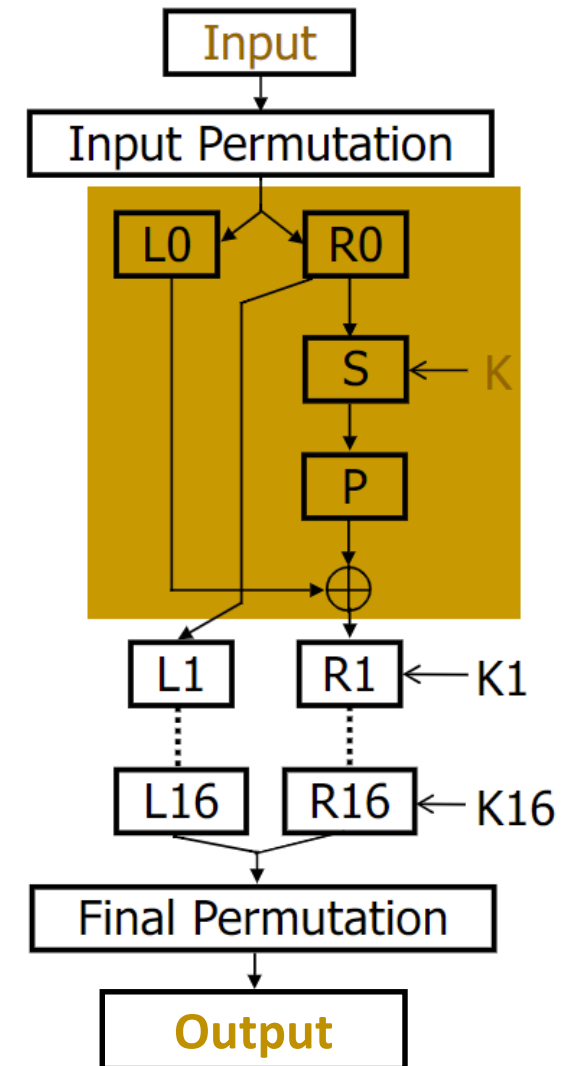 Input
Input Permutation
L0 R0
S K
P
L1 R1 K1
L16 R16 K16
Final Permutation
Output